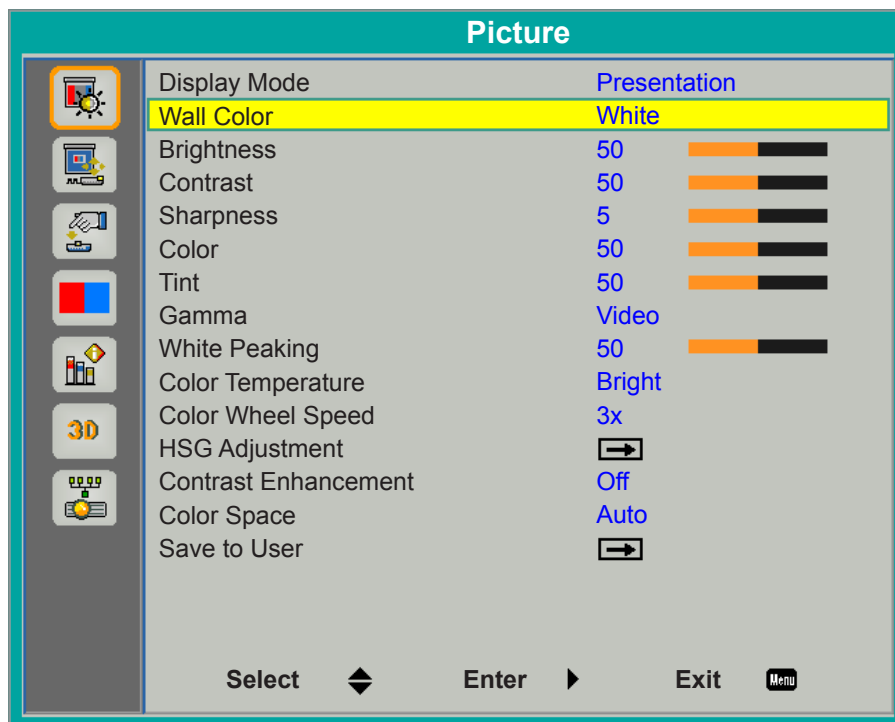 Picture
Display Mode Presentation
Wall Color White
Brightness 50
Contrast 50
Sharpness 5
Color 50
Tint 50
Gamma Video
White Peaking 50
Color Temperature Bright
Color Wheel Speed 3x
HSG Adjustment
Contrast Enhancement Off
Color Space Auto
Save to User
3D
Select Enter Exit Menu